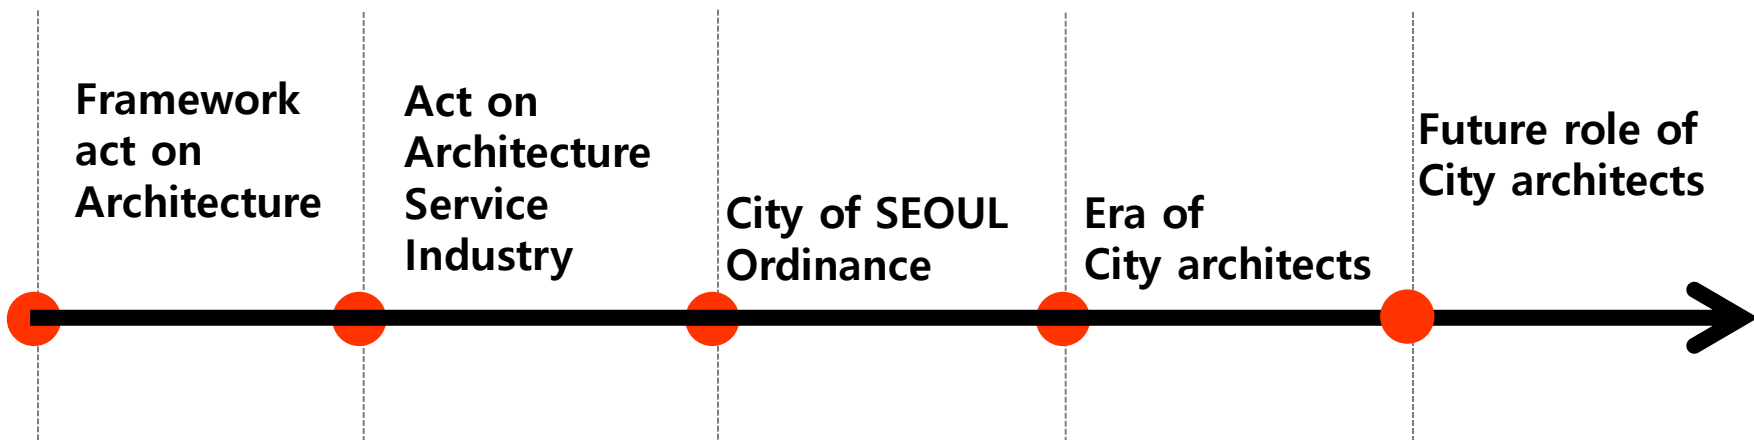 Framework
act on
Architecture
Act on
Architecture
Service
Industry
City of SEOUL
Ordinance
Era of
City architects
Future role of
City architects